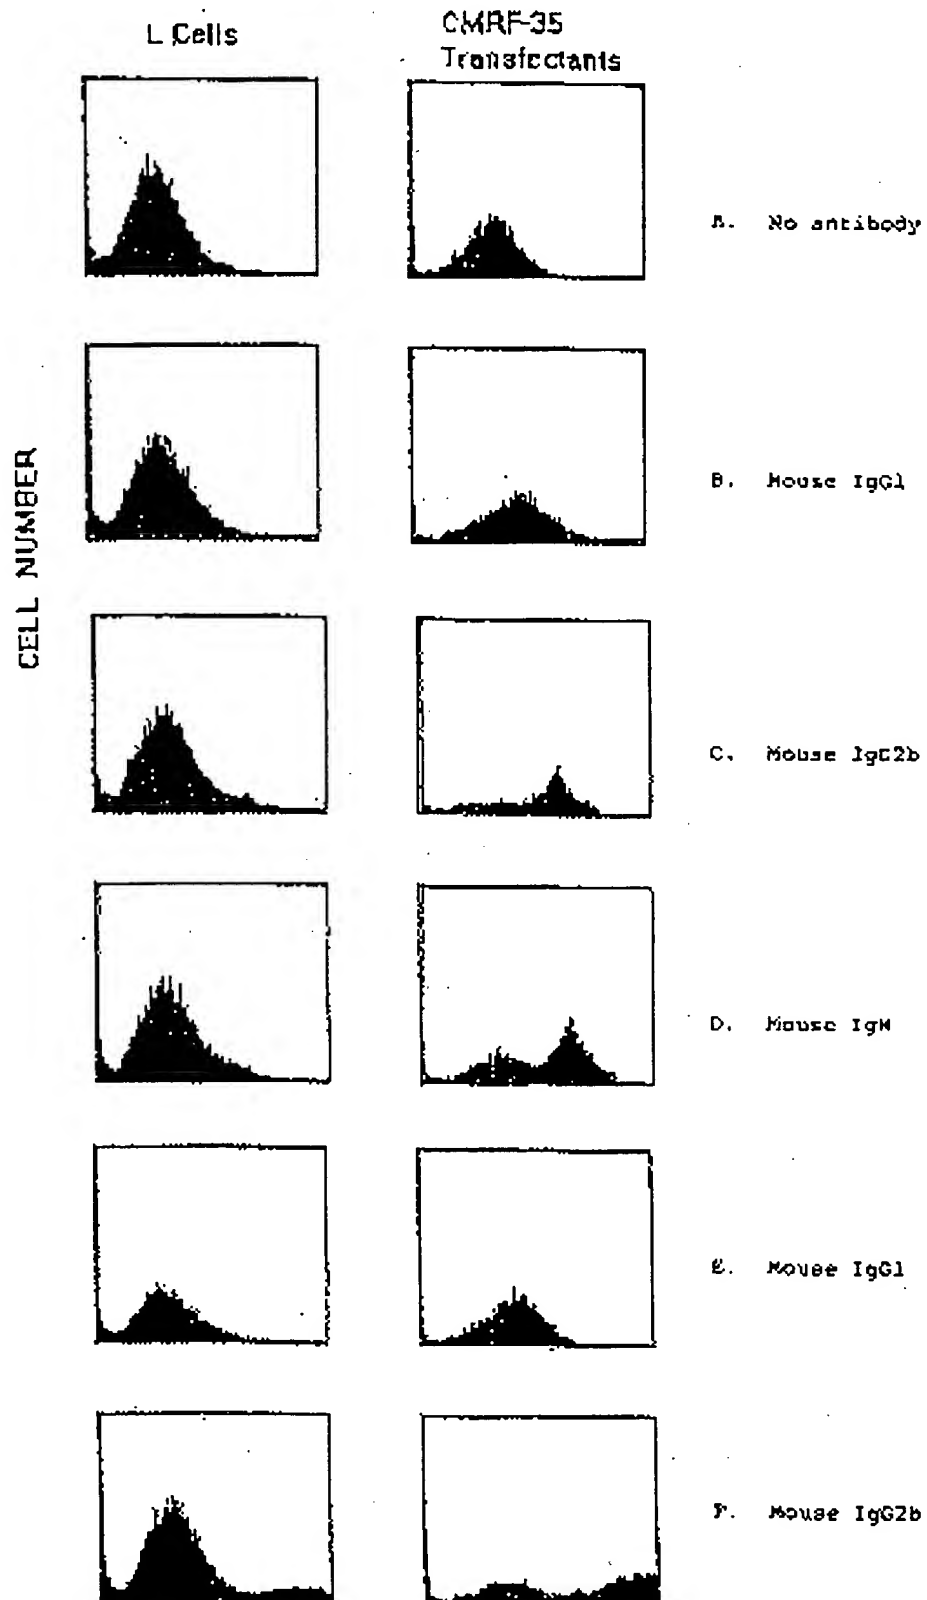 L Cells
CMRF-35
Transfectants
A. No antibody
CELL NUMBER
B. Mouse IgG1
C. Mouse IgG2b
D. Mouse IgM
E. Mouse IgG1
F. Mouse IgG2b